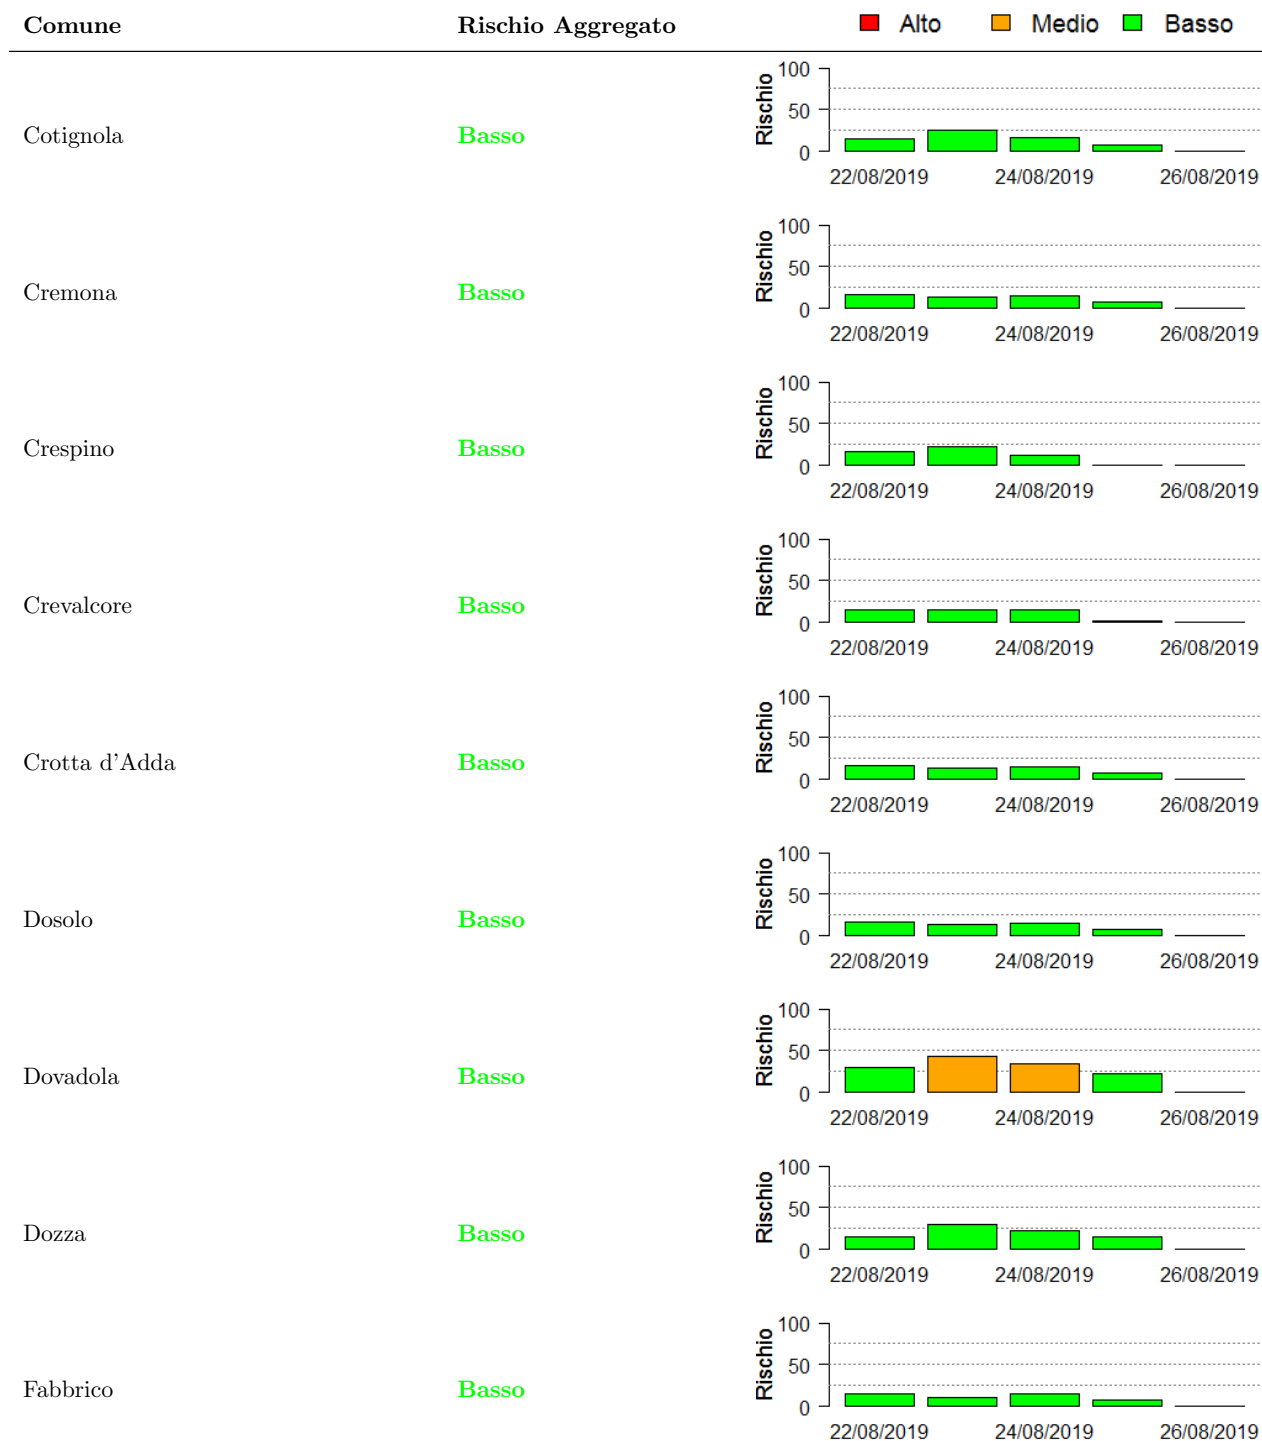 Comune Rischio Aggregato Alto Medio Basso
Cotignola Basso
Rischio
100
50
0
22/08/2019 24/08/2019 26/08/2019
Cremona Basso
Rischio
100
50
0
22/08/2019 24/08/2019 26/08/2019
Crespino Basso
Rischio
100
50
0
22/08/2019 24/08/2019 26/08/2019
Crevalcore Basso
Rischio
100
50
0
22/08/2019 24/08/2019 26/08/2019
Crotta d'Adda Basso
Rischio
100
50
0
22/08/2019 24/08/2019 26/08/2019
Dosolo Basso
Rischio
100
50
0
22/08/2019 24/08/2019 26/08/2019
Dovadola Basso
Rischio
100
50
0
22/08/2019 24/08/2019 26/08/2019
Dozza Basso
Rischio
100
50
0
22/08/2019 24/08/2019 26/08/2019
Fabbrico Basso
Rischio
100
50
0
22/08/2019 24/08/2019 26/08/2019